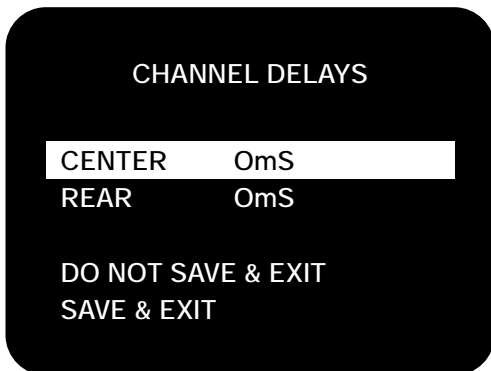 CHANNEL DELAYS
CENTER OmS
REAR OmS
DO NOT SAVE & EXIT
SAVE & EXIT